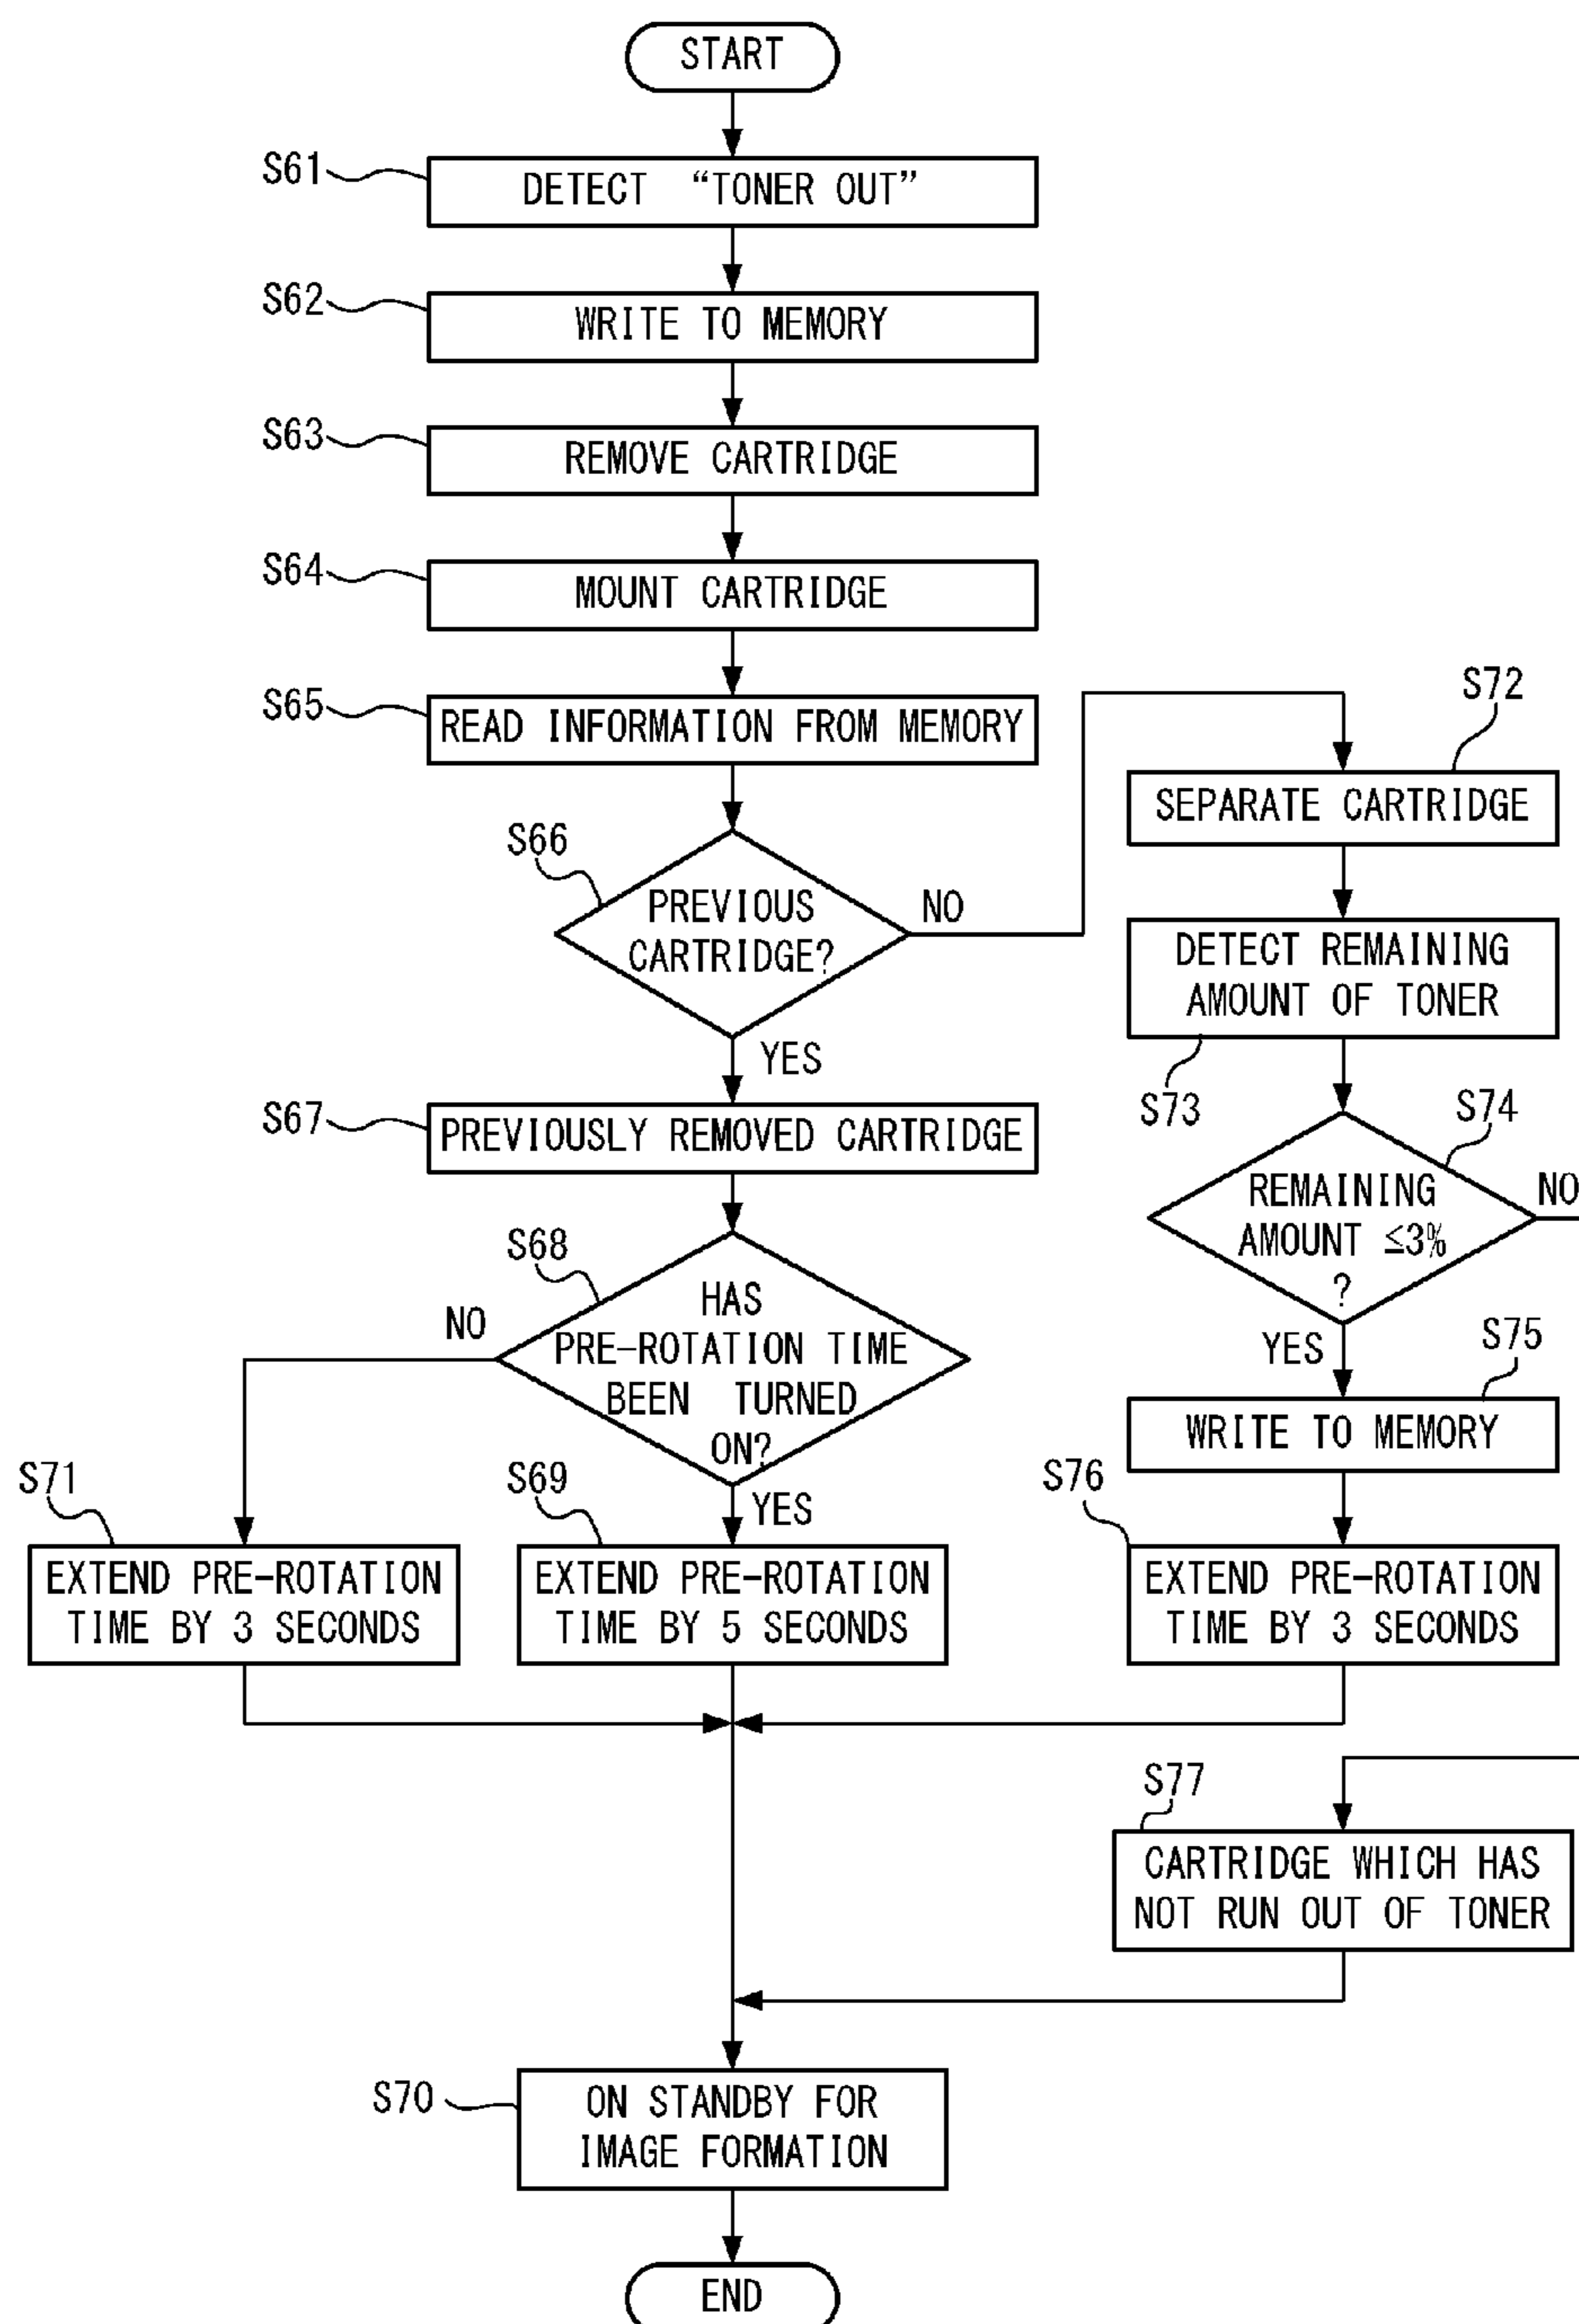 START
S61
DETECT “TONER OUT”
S62
WRITE TO MEMORY
S63
REMOVE CARTRIDGE
S64
MOUNT CARTRIDGE
S65
READ INFORMATION FROM MEMORY
S66
PREVIOUS
CARTRIDGE?
NO
YES
S67
PREVIOUSLY REMOVED CARTRIDGE
S68
HAS
PRE-ROTATION TIME
BEEN TURNED
ON?
NO
YES
S71
EXTEND PRE-ROTATION
TIME BY 3 SECONDS
S69
EXTEND PRE-ROTATION
TIME BY 5 SECONDS
S72
SEPARATE CARTRIDGE
DETECT REMAINING
AMOUNT OF TONER
S73
S74
REMAINING
AMOUNT ≤3%
?
NO
YES
S75
WRITE TO MEMORY
S76
EXTEND PRE-ROTATION
TIME BY 3 SECONDS
S77
CARTRIDGE WHICH HAS
NOT RUN OUT OF TONER
S70
ON STANDBY FOR
IMAGE FORMATION
END